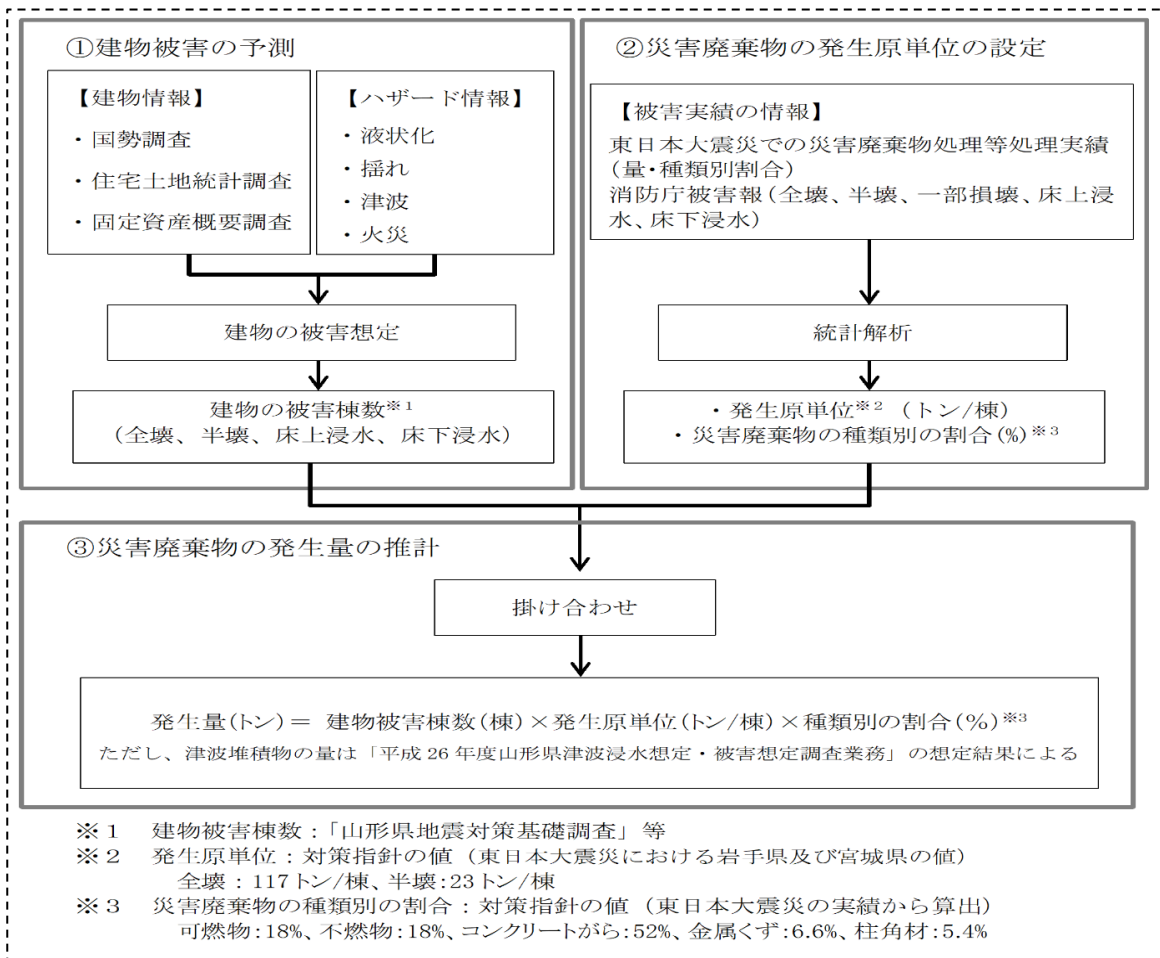 ①建物被害の予測
【建物情報】
・国勢調査
・住宅土地統計調査
・固定資産概要調査
【ハザード情報】
・液状化
・揺れ
・津波
・火災
建物の被害想定
建物の被害棟数※1
(全壊、半壊、床上浸水、床下浸水)
②災害廃棄物の発生原単位の設定
【被害実績の情報】
東日本大震災での災害廃棄物処理等処理実績
(量・種類別割合)
消防庁被害報(全壊、半壊、一部損壊、床上浸
水、床下浸水)
統計解析
・発生原単位※2 (トン/棟)
・災害廃棄物の種類別の割合(%)※3
③災害廃棄物の発生量の推計
掛け合わせ
発生量(トン)= 建物被害棟数(棟)×発生原単位(トン/棟)×種類別の割合(%)※3
ただし、津波堆積物の量は「平成26年度山形県津波浸水想定・被害想定調査業務」の想定結果による
※1 建物被害棟数:「山形県地震対策基礎調査」等
※2 発生原単位:対策指針の値(東日本大震災における岩手県及び宮城県の値)
全壊:117トン/棟、半壊:23トン/棟
※3 災害廃棄物の種類別の割合:対策指針の値(東日本大震災の実績から算出)
可燃物:18%、不燃物:18%、コンクリートがら:52%、金属くず:6.6%、柱角材:5.4%